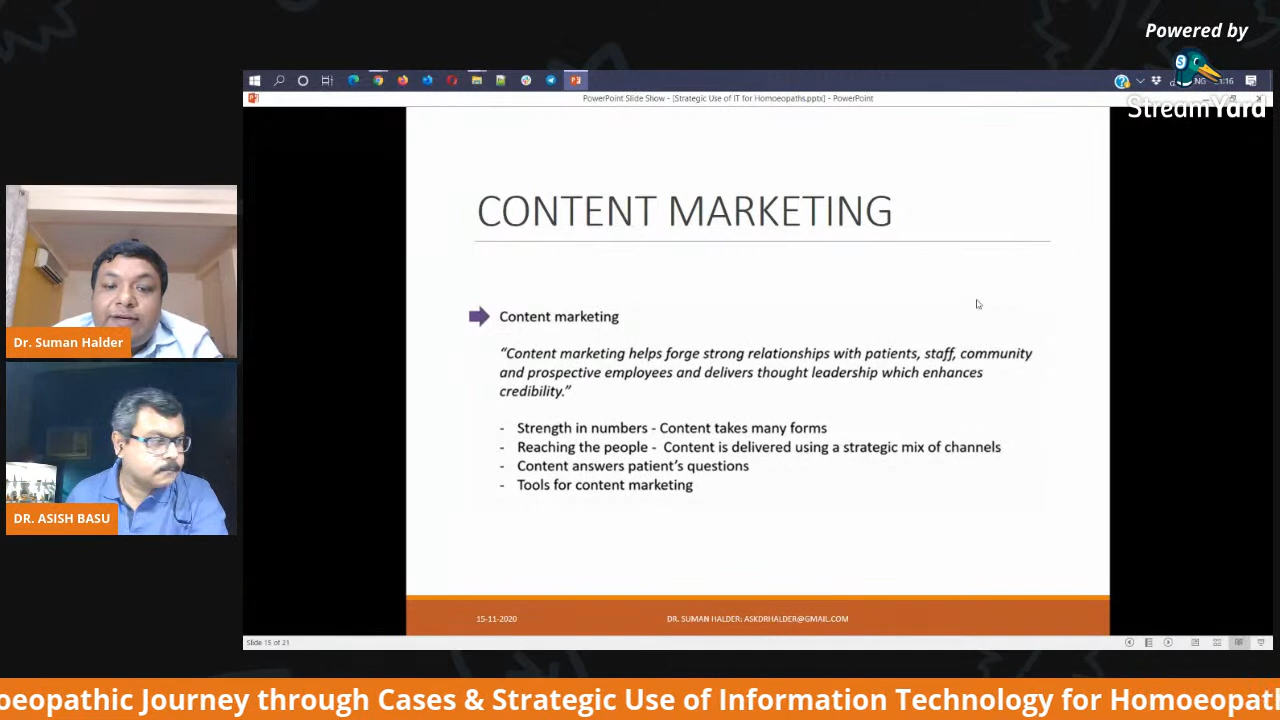 Powered by
StreamYard
PowerPoint Slide Show - [Strategic Use of IT for Homoeopaths.pptx] - PowerPoint
CONTENT MARKETING
Content marketing
“Content marketing helps forge strong relationships with patients, staff, community
and prospective employees and delivers thought leadership which enhances
credibility.”
- Strength in numbers - Content takes many forms
- Reaching the people - Content is delivered using a strategic mix of channels
- Content answers patient’s questions
- Tools for content marketing
15-11-2020 DR. SUMAN HALDER; ASKDRHALDER@GMAIL.COM
Slide 15 of 21
Dr. Suman Halder
DR. ASISH BASU
oeopathic Journey through Cases & Strategic Use of Information Technology for Homoeopat